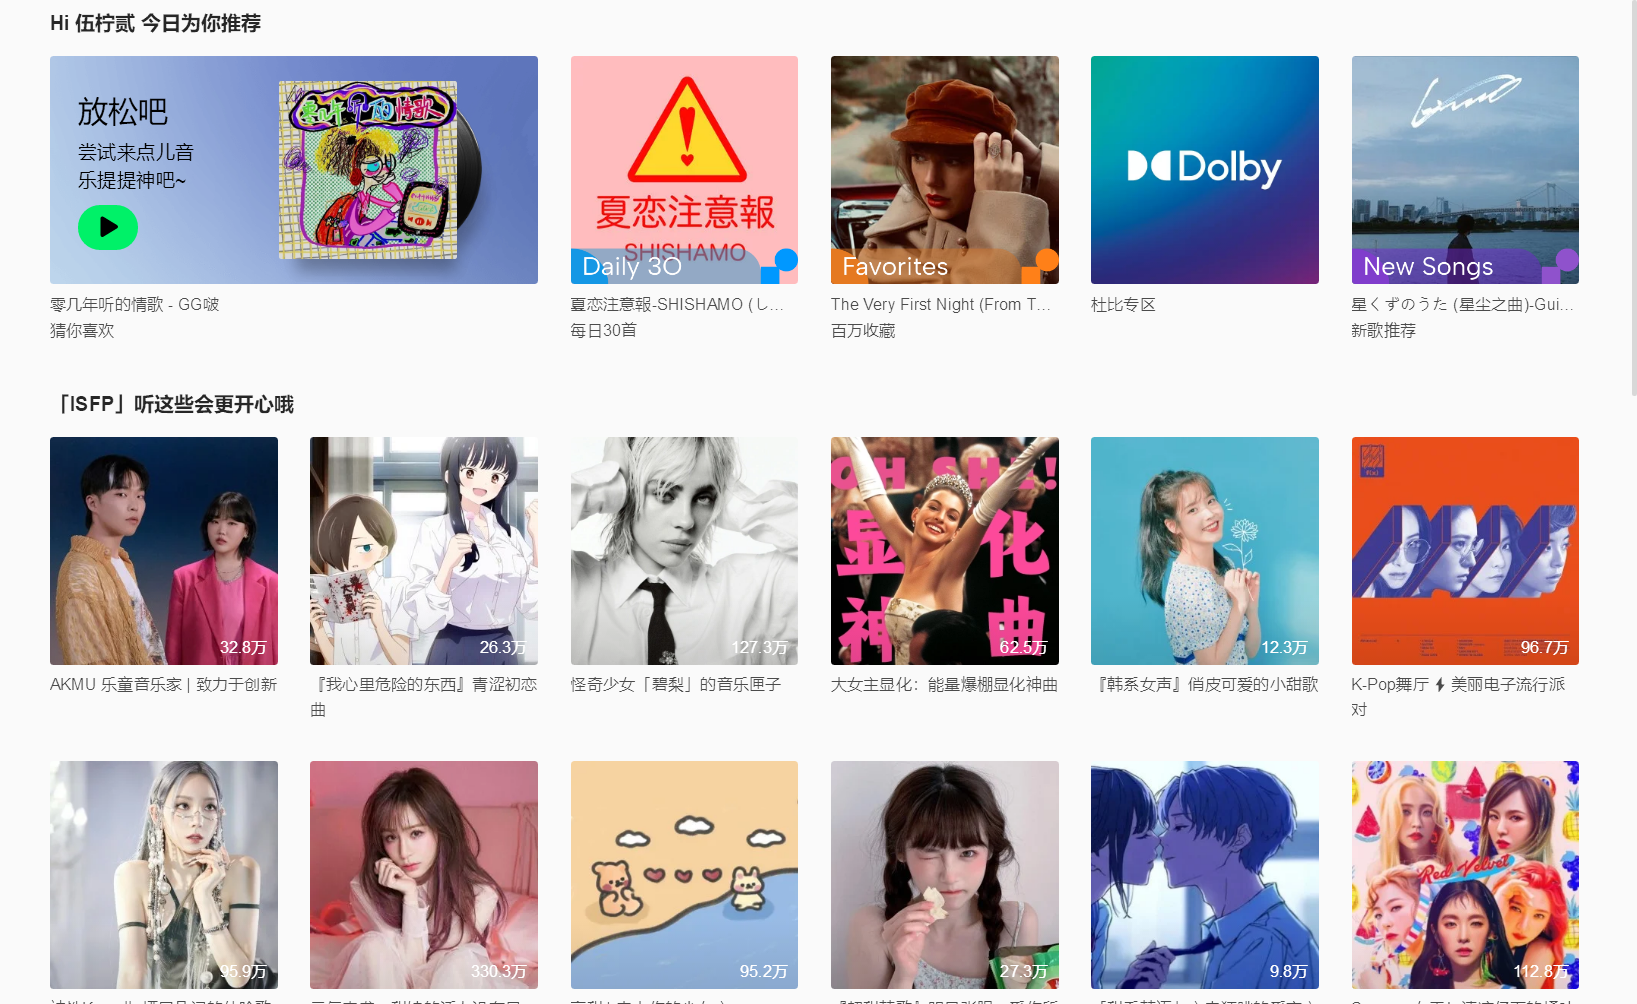 Hi 伍柠贰 今日为你推荐
放松吧
尝试来点儿音
乐提提神吧~
零几年听的情歌
零几年听的情歌 - GG啵
猜你喜欢
夏恋注意報
SHISHAMO
Daily 30
夏恋注意報-SHISHAMO (し...
每日30首
Favorites
The Very First Night (From T...
百万收藏
Dolby
杜比专区
New Songs
星くずのうた (星尘之曲)-Gui...
新歌推荐
「ISFP」听这些会更开心哦
32.8万
AKMU 乐童音乐家 | 致力于创新
26.3万
『我心里危险的东西』青涩初恋
曲
127.3万
怪奇少女「碧梨」的音乐匣子
OH SHE!
显化
神曲
62.5万
大女主显化：能量爆棚显化神曲
12.3万
『韩系女声』俏皮可爱的小甜歌
96.7万
K-Pop舞厅 ⚡ 美丽电子流行派
对
95.9万
330.3万
95.2万
27.3万
9.8万
Red Velvet
112.8万